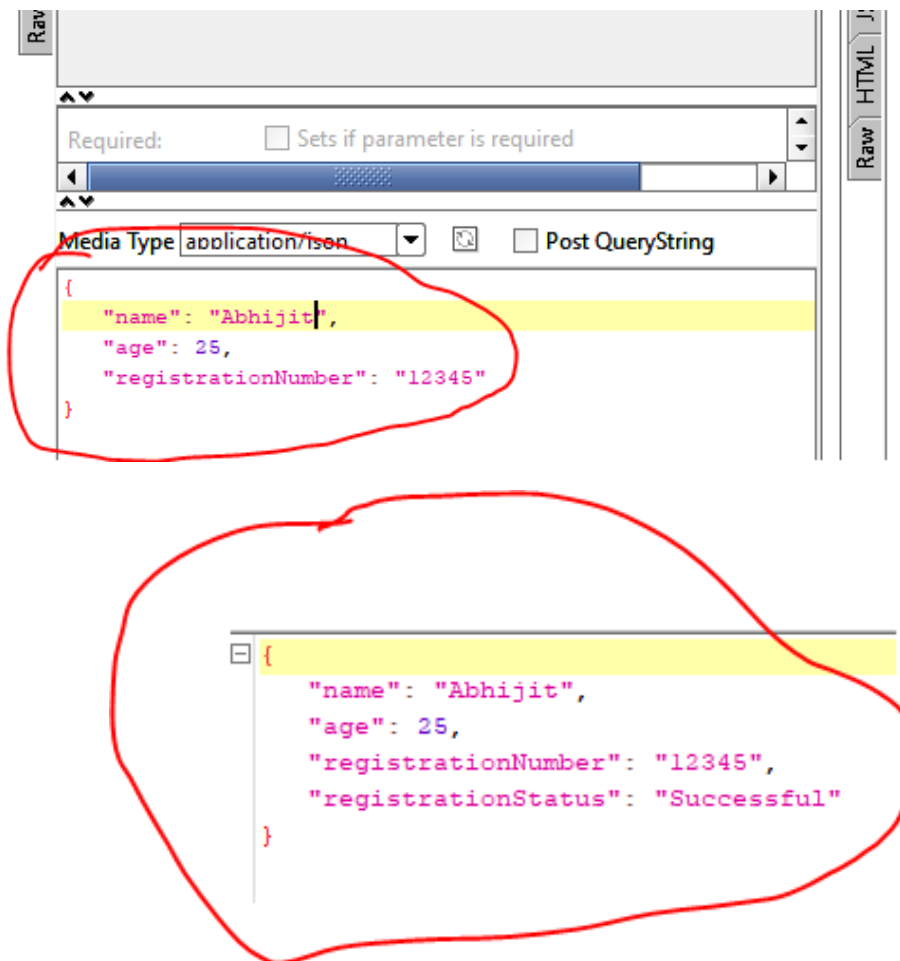 Raw
HTML
Raw
Required: Sets if parameter is required
Media Type application/json Post QueryString
{
"name": "Abhijit",
"age": 25,
"registrationNumber": "12345"
}
{
"name": "Abhijit",
"age": 25,
"registrationNumber": "12345",
"registrationStatus": "Successful"
}